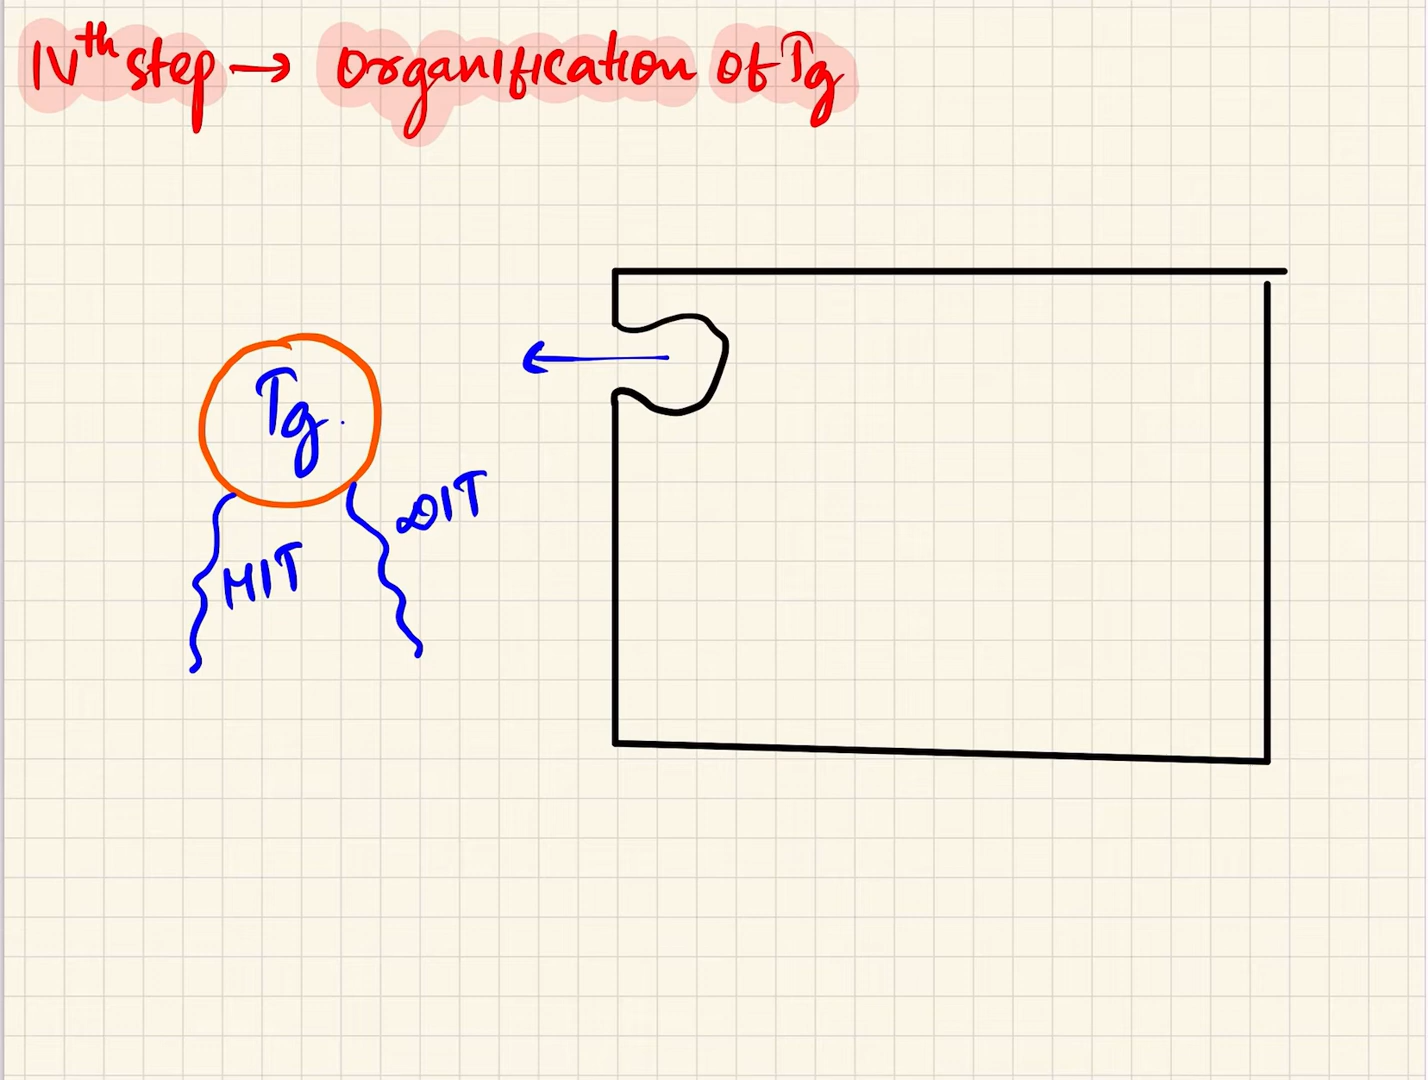 IVth step → Organification of Tg
Tg.
MIT
DIT